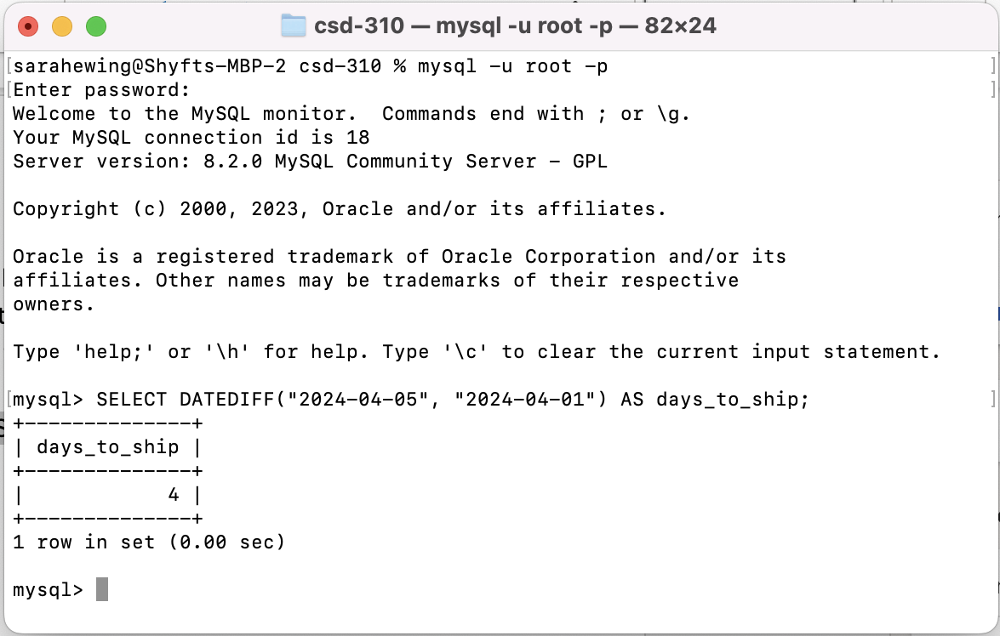 csd-310 — mysql -u root -p — 82×24
[sarahewing@Shyfts-MBP-2 csd-310 % mysql -u root -p ]
[Enter password: ]
Welcome to the MySQL monitor.  Commands end with ; or \g.
Your MySQL connection id is 18
Server version: 8.2.0 MySQL Community Server - GPL
Copyright (c) 2000, 2023, Oracle and/or its affiliates.
Oracle is a registered trademark of Oracle Corporation and/or its
affiliates. Other names may be trademarks of their respective
owners.
Type 'help;' or '\h' for help. Type '\c' to clear the current input statement.
[mysql> SELECT DATEDIFF("2024-04-05", "2024-04-01") AS days_to_ship; ]
+--------------+
| days_to_ship |
+--------------+
|            4 |
+--------------+
1 row in set (0.00 sec)
mysql>